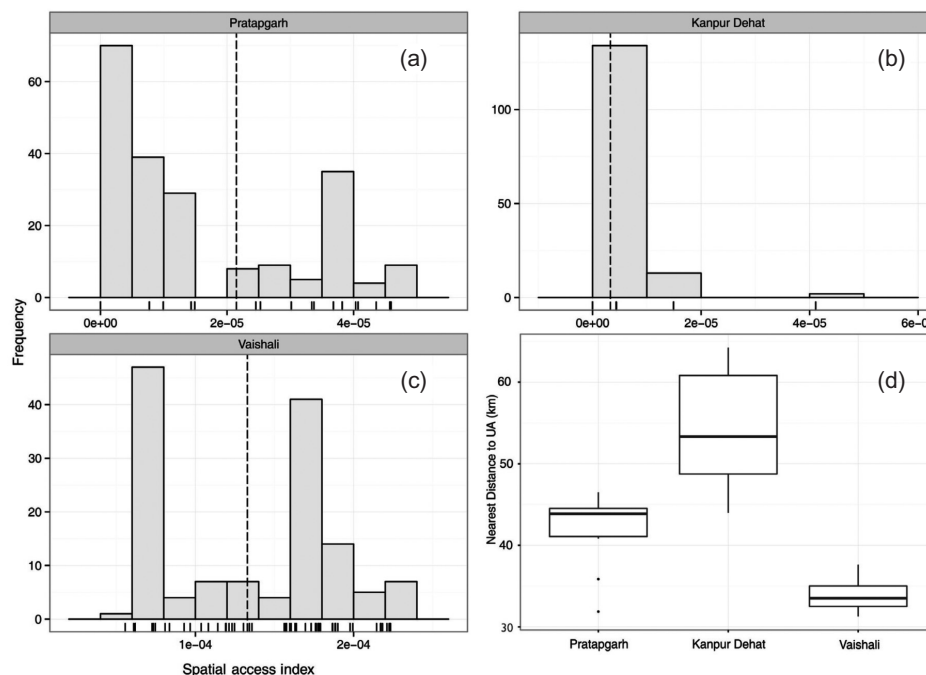 Pratapgarh
(a)
60
40
20
0
0e+00 2e-05 4e-05
Kanpur Dehat
(b)
100
50
0
0e+00 2e-05 4e-05 6e-0
Frequency
Vaishali
(c)
40
30
20
10
0
1e-04 2e-04
Spatial access index
(d)
Nearest Distance to UA (km)
60
50
40
30
Pratapgarh Kanpur Dehat Vaishali